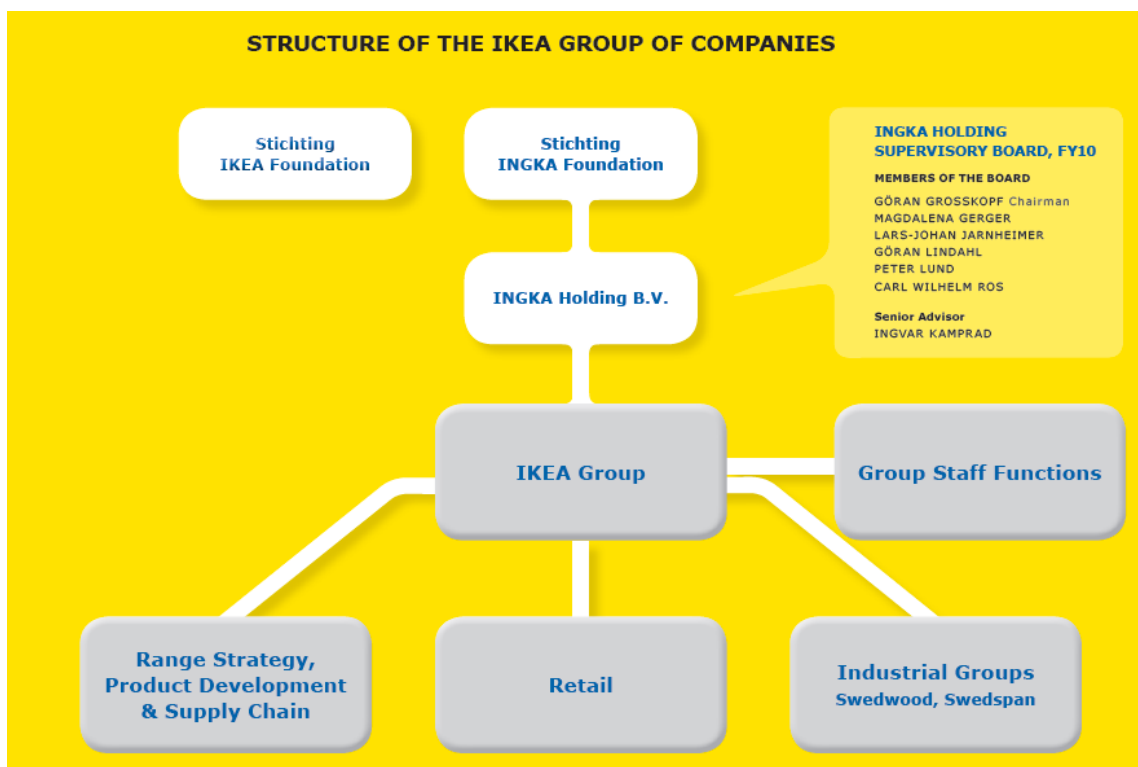 STRUCTURE OF THE IKEA GROUP OF COMPANIES
Stichting
IKEA Foundation
Stichting
INGKA Foundation
INGKA HOLDING
SUPERVISORY BOARD, FY10
MEMBERS OF THE BOARD
GÖRAN GROSSKOPF Chairman
MAGDALENA GERGER
LARS-JOHAN JARNHEIMER
GÖRAN LINDAHL
PETER LUND
CARL WILHELM ROS
Senior Advisor
INGVAR KAMPRAD
INGKA Holding B.V.
IKEA Group
Group Staff Functions
Range Strategy,
Product Development
& Supply Chain
Retail
Industrial Groups
Swedwood, Swedspan